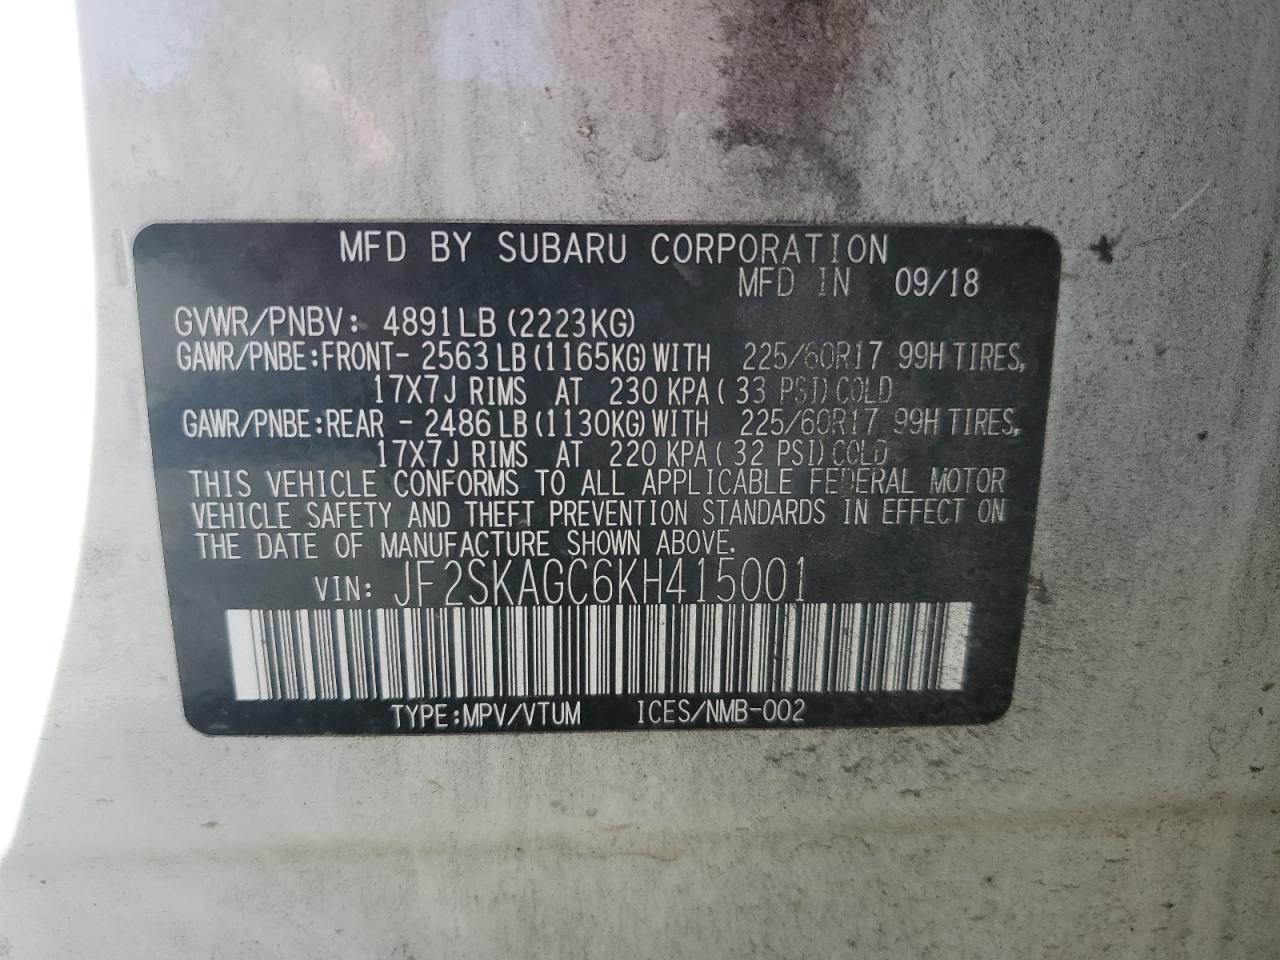 MFD BY SUBARU CORPORATION
MFD IN 09/18
GVWR/PNBV: 4891LB (2223KG)
GAWR/PNBE:FRONT- 2563 LB (1165KG) WITH 225/60R17 99H TIRES,
17X7J RIMS AT 230 KPA ( 33 PSI) COLD
GAWR/PNBE:REAR - 2486 LB (1130KG) WITH 225/60R17 99H TIRES,
17X7J RIMS AT 220 KPA ( 32 PSI) COLD
THIS VEHICLE CONFORMS TO ALL APPLICABLE FEDERAL MOTOR
VEHICLE SAFETY AND THEFT PREVENTION STANDARDS IN EFFECT ON
THE DATE OF MANUFACTURE SHOWN ABOVE.
VIN: JF2SKAGC6KH415001
TYPE:MPV/VTUM ICES/NMB-002